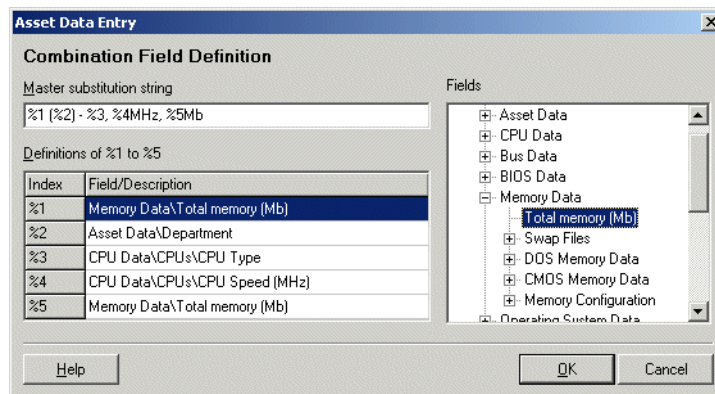 Asset Data Entry
Combination Field Definition
Master substitution string
%1 (%2) - %3, %4MHz, %5Mb
Definitions of %1 to %5
Index Field/Description
%1 Memory Data\Total memory (Mb)
%2 Asset Data\Department
%3 CPU Data\CPUs\CPU Type
%4 CPU Data\CPUs\CPU Speed (MHz)
%5 Memory Data\Total memory (Mb)
Fields
Asset Data
CPU Data
Bus Data
BIOS Data
Memory Data
Total memory (Mb)
Swap Files
DOS Memory Data
CMOS Memory Data
Memory Configuration
Operating System Data
Help
OK
Cancel